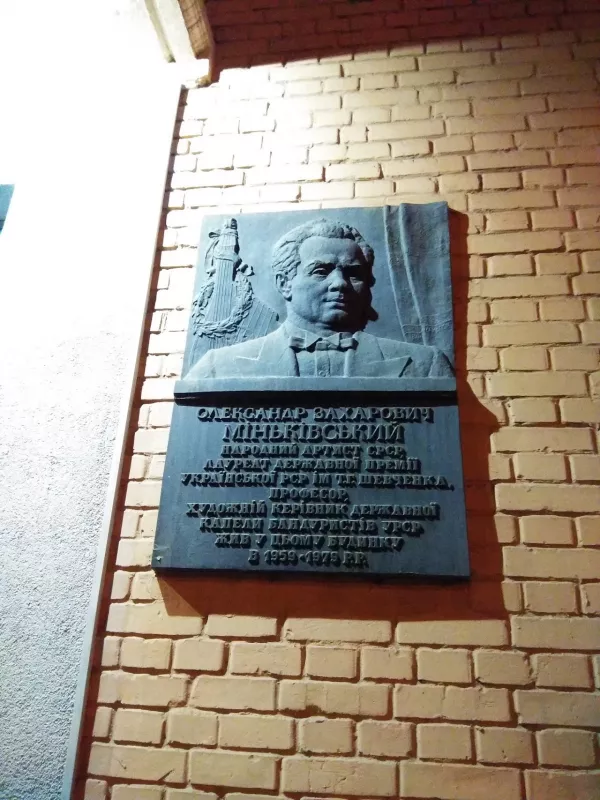 ОЛЕКСАНДР ЗАХАРОВИЧ
МІНЬКІВСЬКИЙ
НАРОДНИЙ АРТИСТ СРСР,
ЛАУРЕАТ ДЕРЖАВНОЇ ПРЕМІЇ
УКРАЇНСЬКОЇ РСР ІМ. Т.Г.ШЕВЧЕНКА,
ПРОФЕСОР,
ХУДОЖНІЙ КЕРІВНИК ДЕРЖАВНОЇ
КАПЕЛИ БАНДУРИСТІВ УРСР
ЖИВ У ЦЬОМУ БУДИНКУ
В 1959-1979 Р.Р.